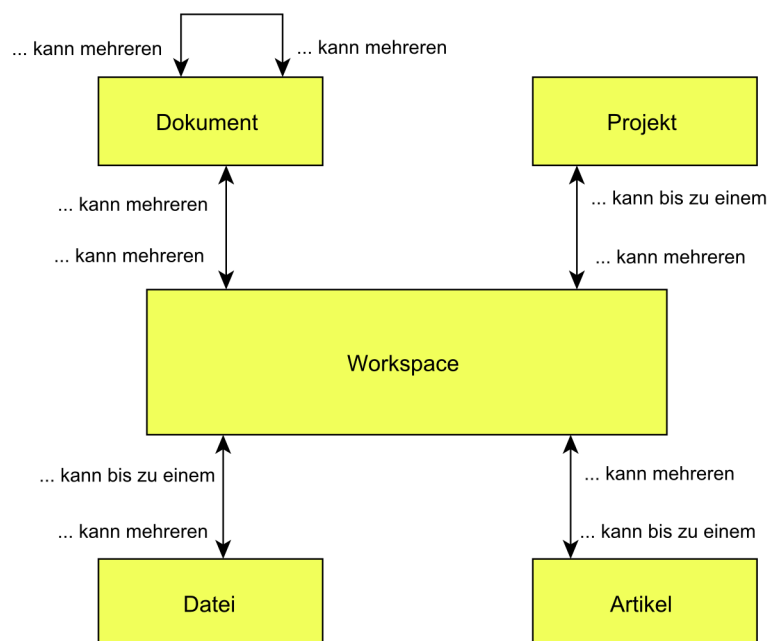 ... kann mehreren
... kann mehreren
Dokument
Projekt
... kann mehreren
... kann bis zu einem
... kann mehreren
... kann mehreren
Workspace
... kann bis zu einem
... kann mehreren
... kann mehreren
... kann bis zu einem
Datei
Artikel